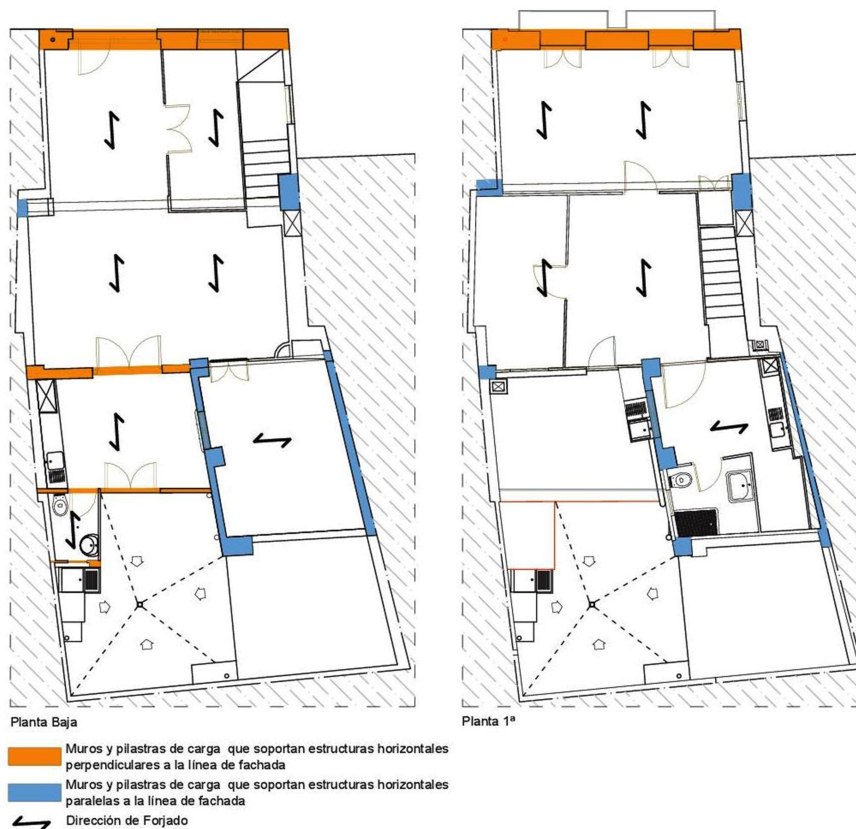 Planta Baja
Planta 1ª
Muros y pilastras de carga que soportan estructuras horizontales
perpendiculares a la línea de fachada
Muros y pilastras de carga que soportan estructuras horizontales
paralelas a la línea de fachada
Dirección de Forjado